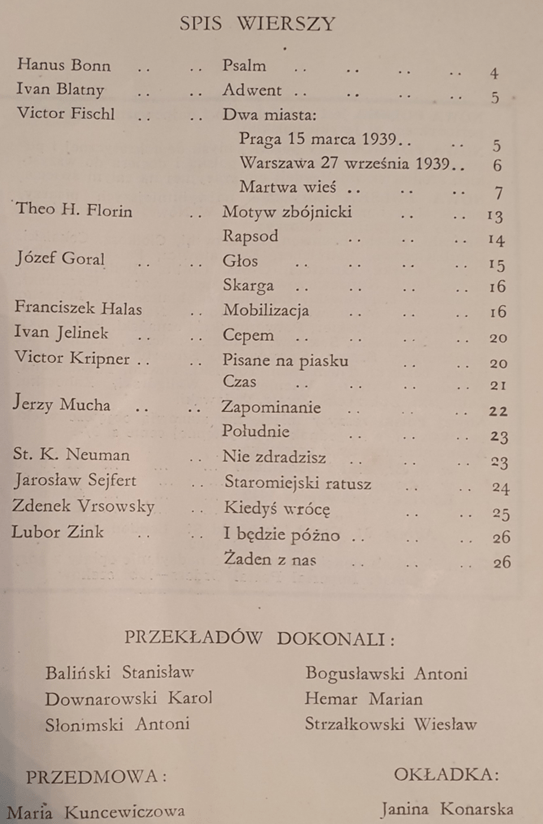 SPIS WIERSZY
Hanus Bonn .. .. Psalm .. .. .. .. 4
Ivan Blatny .. .. Adwent .. .. .. .. 5
Victor Fischl .. .. Dwa miasta:
Praga 15 marca 1939.. .. 5
Warszawa 27 września 1939.. 6
Martwa wieś .. .. .. 7
Theo H. Florin .. Motyw zbójnicki .. .. 13
Rapsod .. .. .. 14
Józef Goral .. .. Głos .. .. .. .. 15
Skarga .. .. .. .. 16
Franciszek Halas .. Mobilizacja .. .. .. 16
Ivan Jelinek .. .. Cepem .. .. .. .. 20
Victor Kripner .. .. Pisane na piasku .. .. 20
Czas .. .. .. .. 21
Jerzy Mucha .. .. Zapominanie .. .. .. 22
Południe .. .. .. 23
St. K. Neuman .. Nie zdradzisz .. .. .. 23
Jarosław Sejfert .. Staromiejski ratusz .. .. 24
Zdenek Vrsowsky .. Kiedyś wrócę .. .. 25
Lubor Zink .. .. I będzie późno .. .. .. 26
Żaden z nas .. .. .. 26
PRZEKŁADÓW DOKONALI:
Baliński Stanisław Bogusławski Antoni
Downarowski Karol Hemar Marian
Słonimski Antoni Strzałkowski Wiesław
PRZEDMOWA: OKŁADKA:
Maria Kuncewiczowa Janina Konarska